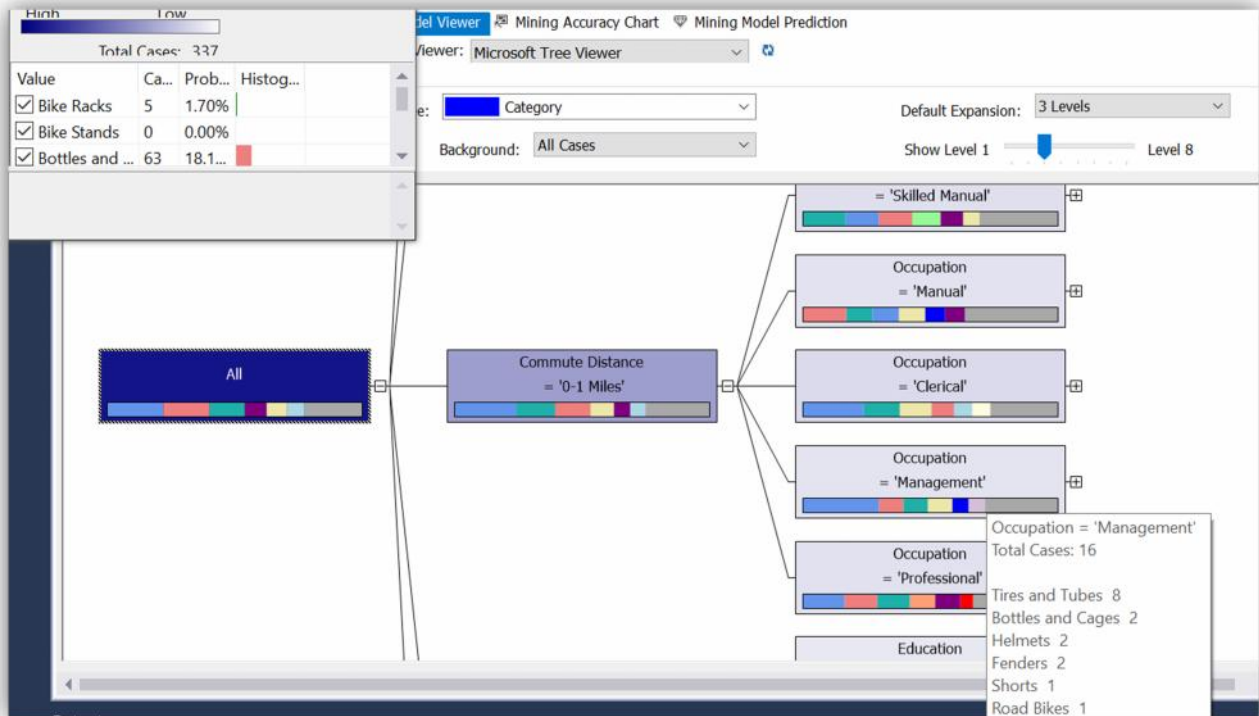 High Low
Total Cases: 337
Value Ca... Prob... Histog...
Bike Racks 5 1.70%
Bike Stands 0 0.00%
Bottles and ... 63 18.1...
del Viewer Mining Accuracy Chart Mining Model Prediction
Viewer: Microsoft Tree Viewer
e: Category Default Expansion: 3 Levels
Background: All Cases Show Level 1 Level 8
= 'Skilled Manual'
Occupation
= 'Manual'
All
Commute Distance
= '0-1 Miles'
Occupation
= 'Clerical'
Occupation
= 'Management'
Occupation
= 'Professional'
Education
Occupation = 'Management'
Total Cases: 16
Tires and Tubes 8
Bottles and Cages 2
Helmets 2
Fenders 2
Shorts 1
Road Bikes 1